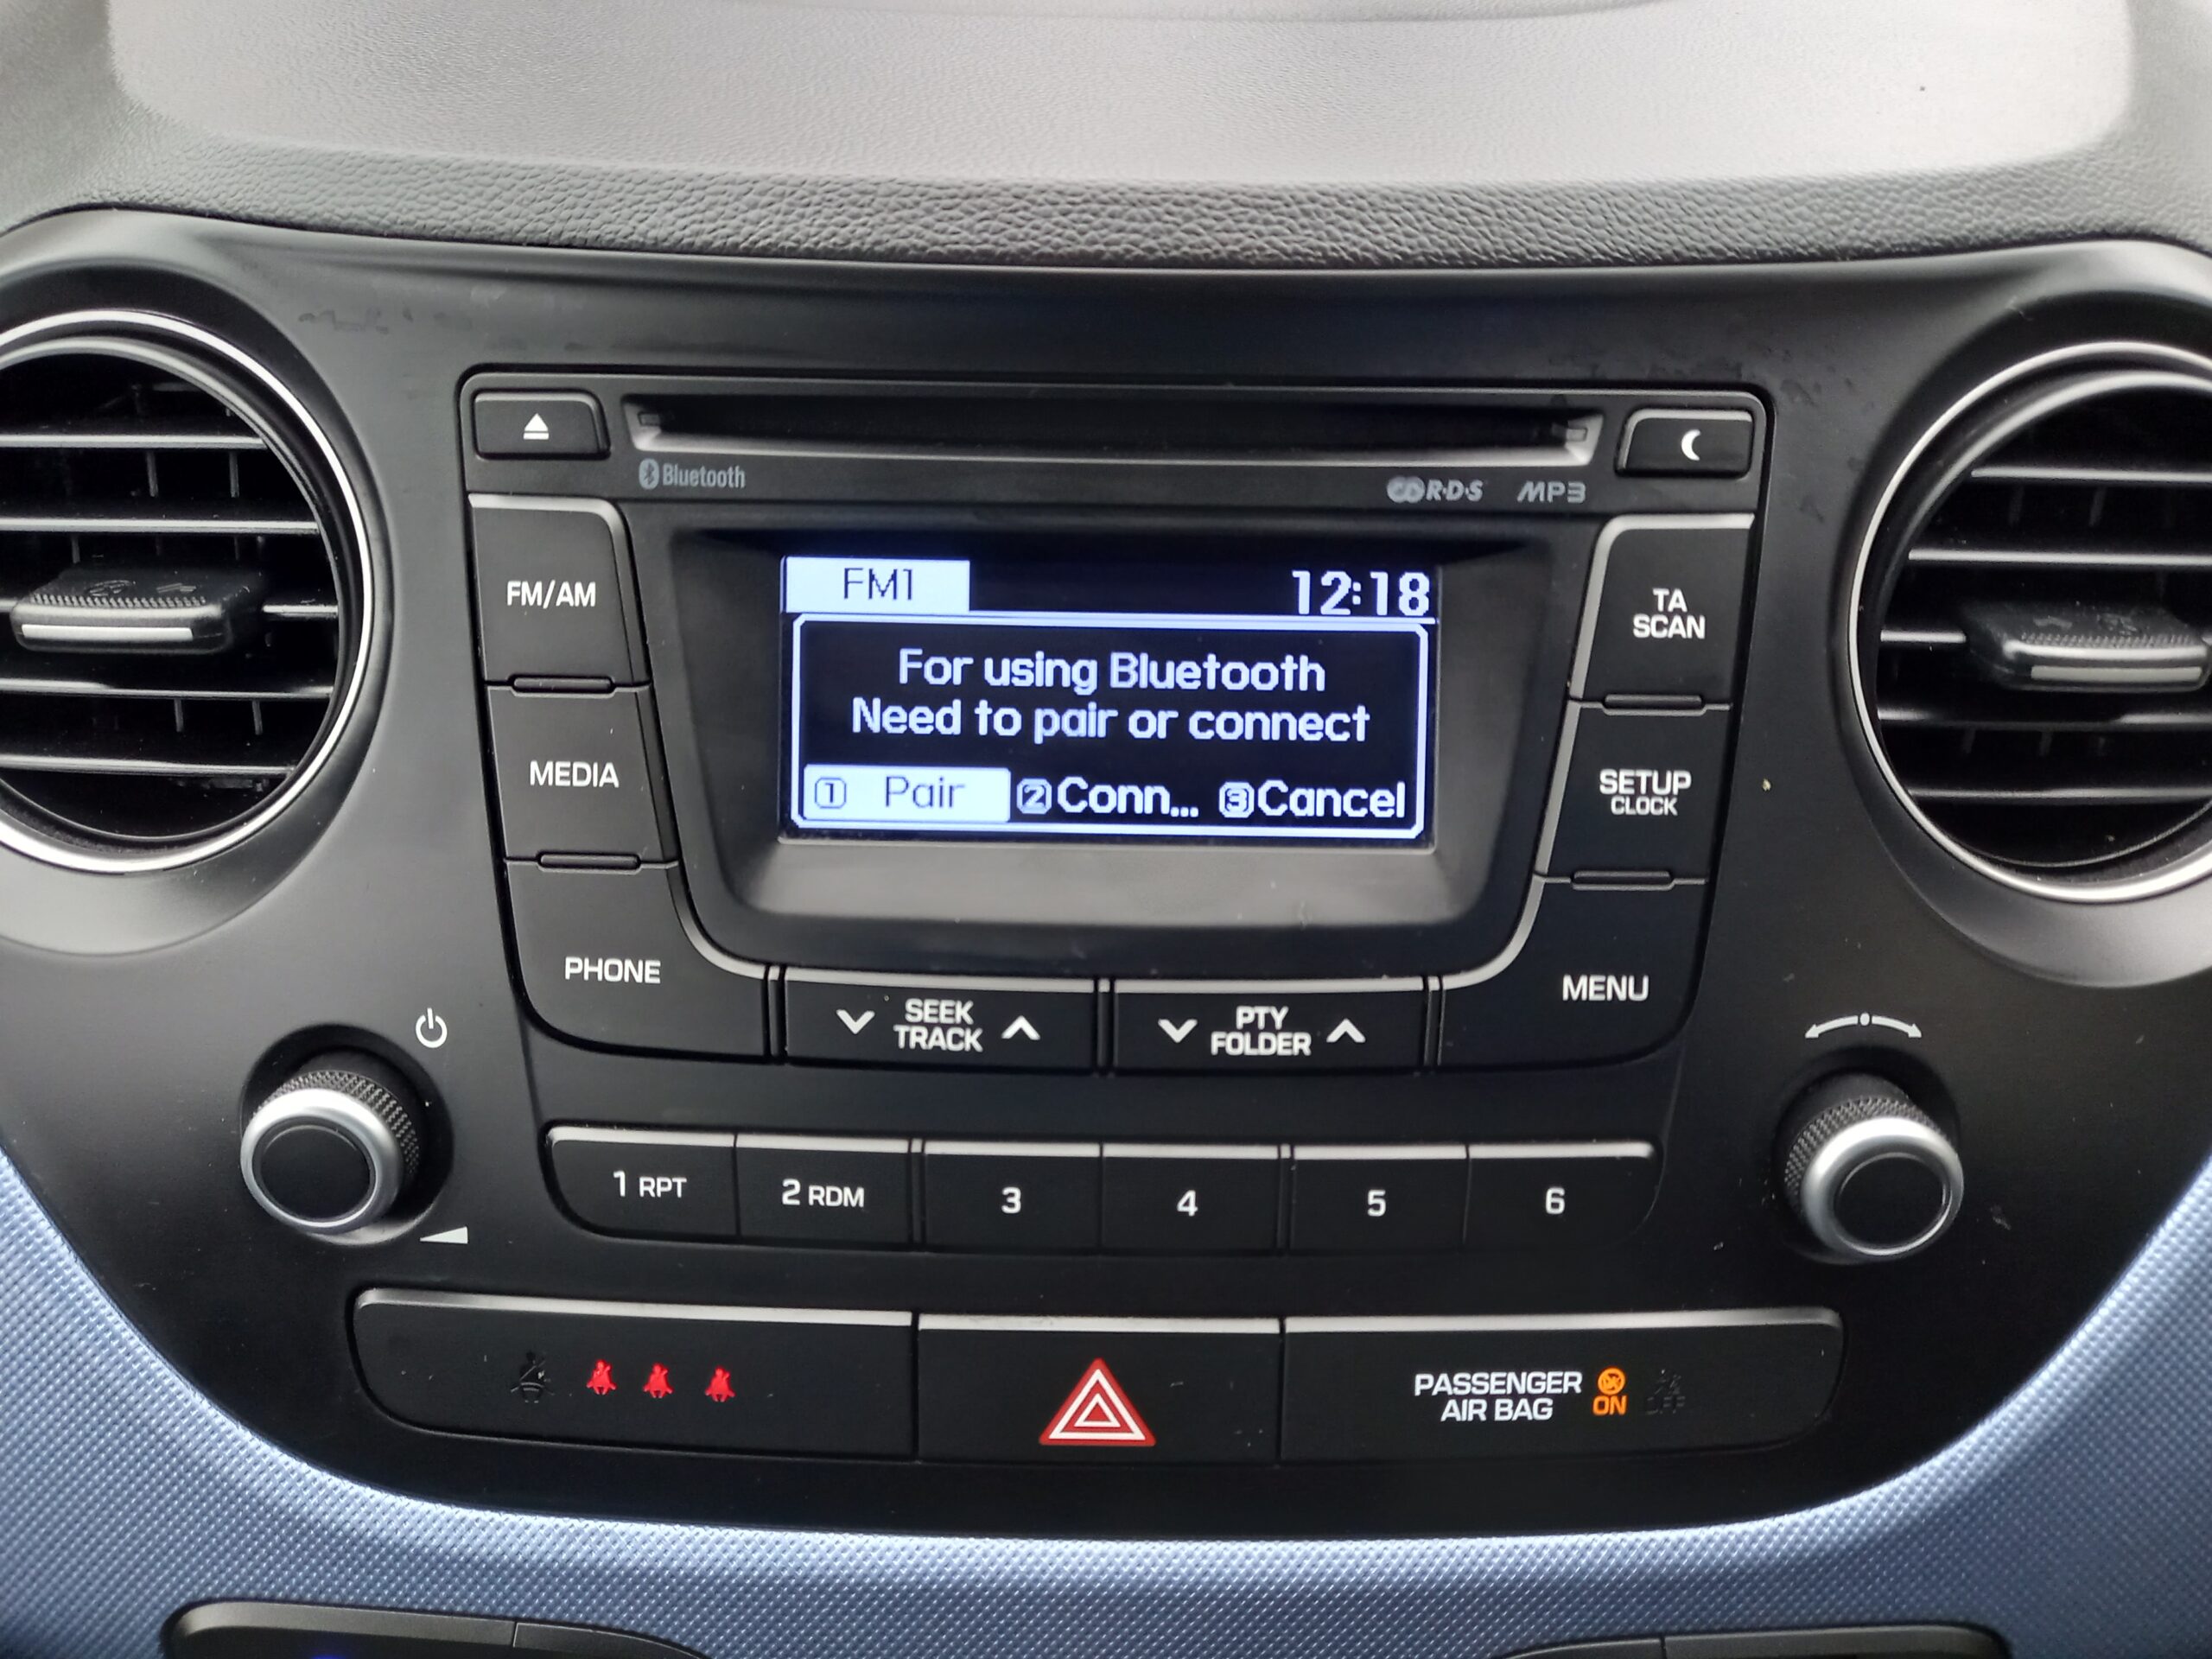 Bluetooth
R·D·S MP3
FM/AM
FM1 12:18
TA
SCAN
For using Bluetooth
Need to pair or connect
1 Pair 2 Conn... 3 Cancel
MEDIA
SETUP
CLOCK
PHONE
SEEK
TRACK
PTY
FOLDER
MENU
1 RPT 2 RDM 3 4 5 6
PASSENGER
AIR BAG
ON OFF